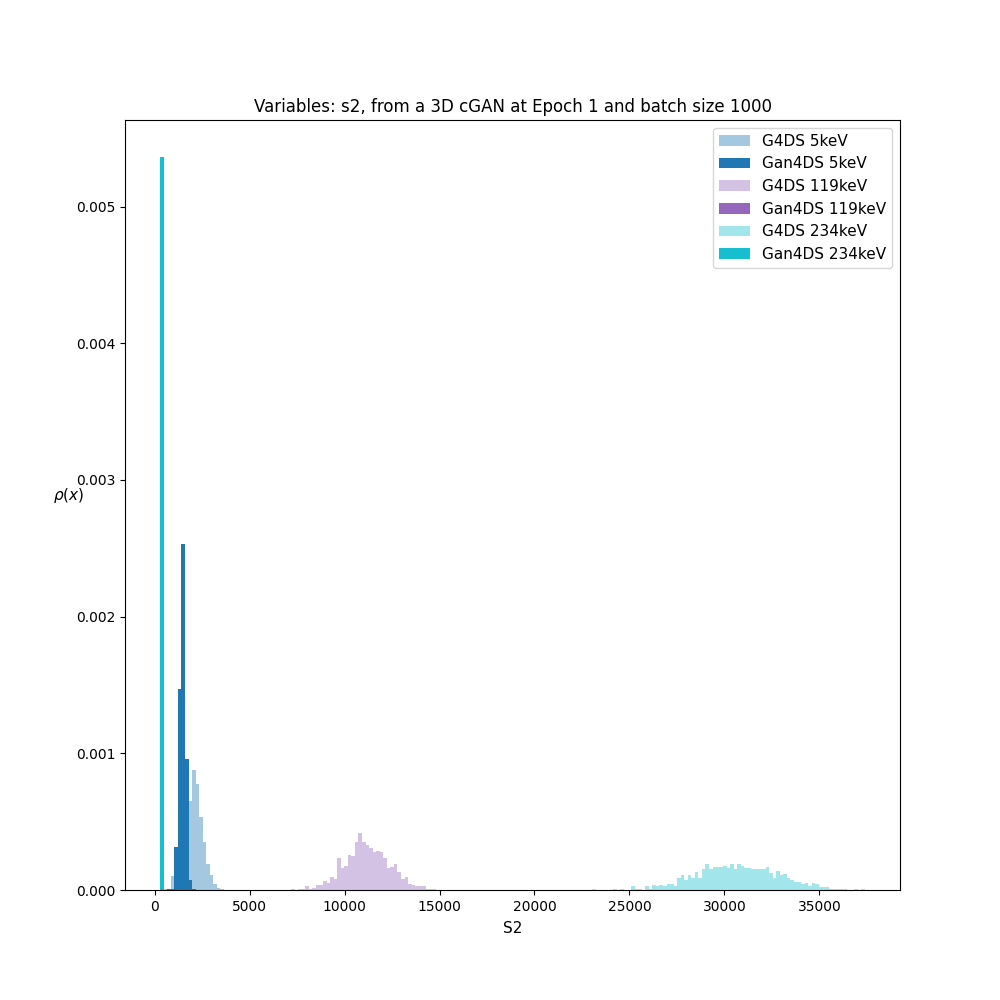 Variables: s2, from a 3D cGAN at Epoch 1 and batch size 1000
G4DS 5keV
Gan4DS 5keV
G4DS 119keV
Gan4DS 119keV
G4DS 234keV
Gan4DS 234keV
0.005
0.004
0.003
ρ(x)
0.002
0.001
0.000
0 5000 10000 15000 20000 25000 30000 35000
S2